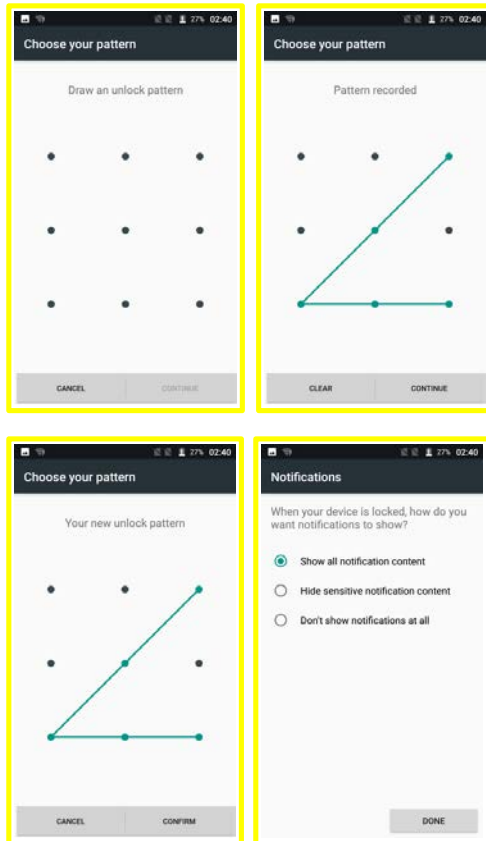 27% 02:40
Choose your pattern
Draw an unlock pattern
CANCEL CONTINUE
27% 02:40
Choose your pattern
Pattern recorded
CLEAR CONTINUE
27% 02:40
Choose your pattern
Your new unlock pattern
CANCEL CONFIRM
27% 02:40
Notifications
When your device is locked, how do you
want notifications to show?
Show all notification content
Hide sensitive notification content
Don't show notifications at all
DONE